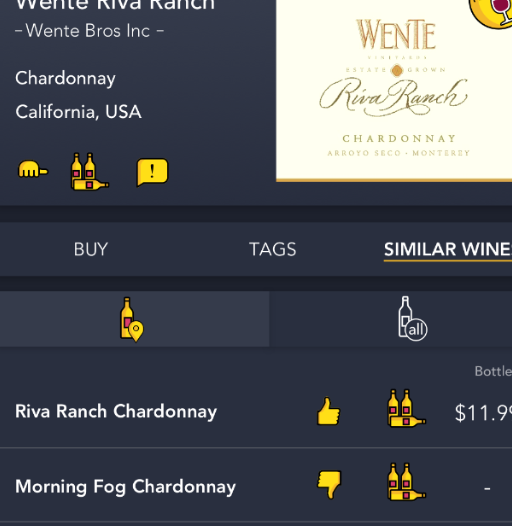 Wente Riva Ranch
- Wente Bros Inc -
Chardonnay
California, USA
WENTE
VINEYARDS
ESTATE GROWN
Riva Ranch
CHARDONNAY
ARROYO SECO • MONTEREY
!
BUY
TAGS
SIMILAR WINE
all
Bottle
Riva Ranch Chardonnay
$11.99
Morning Fog Chardonnay
-